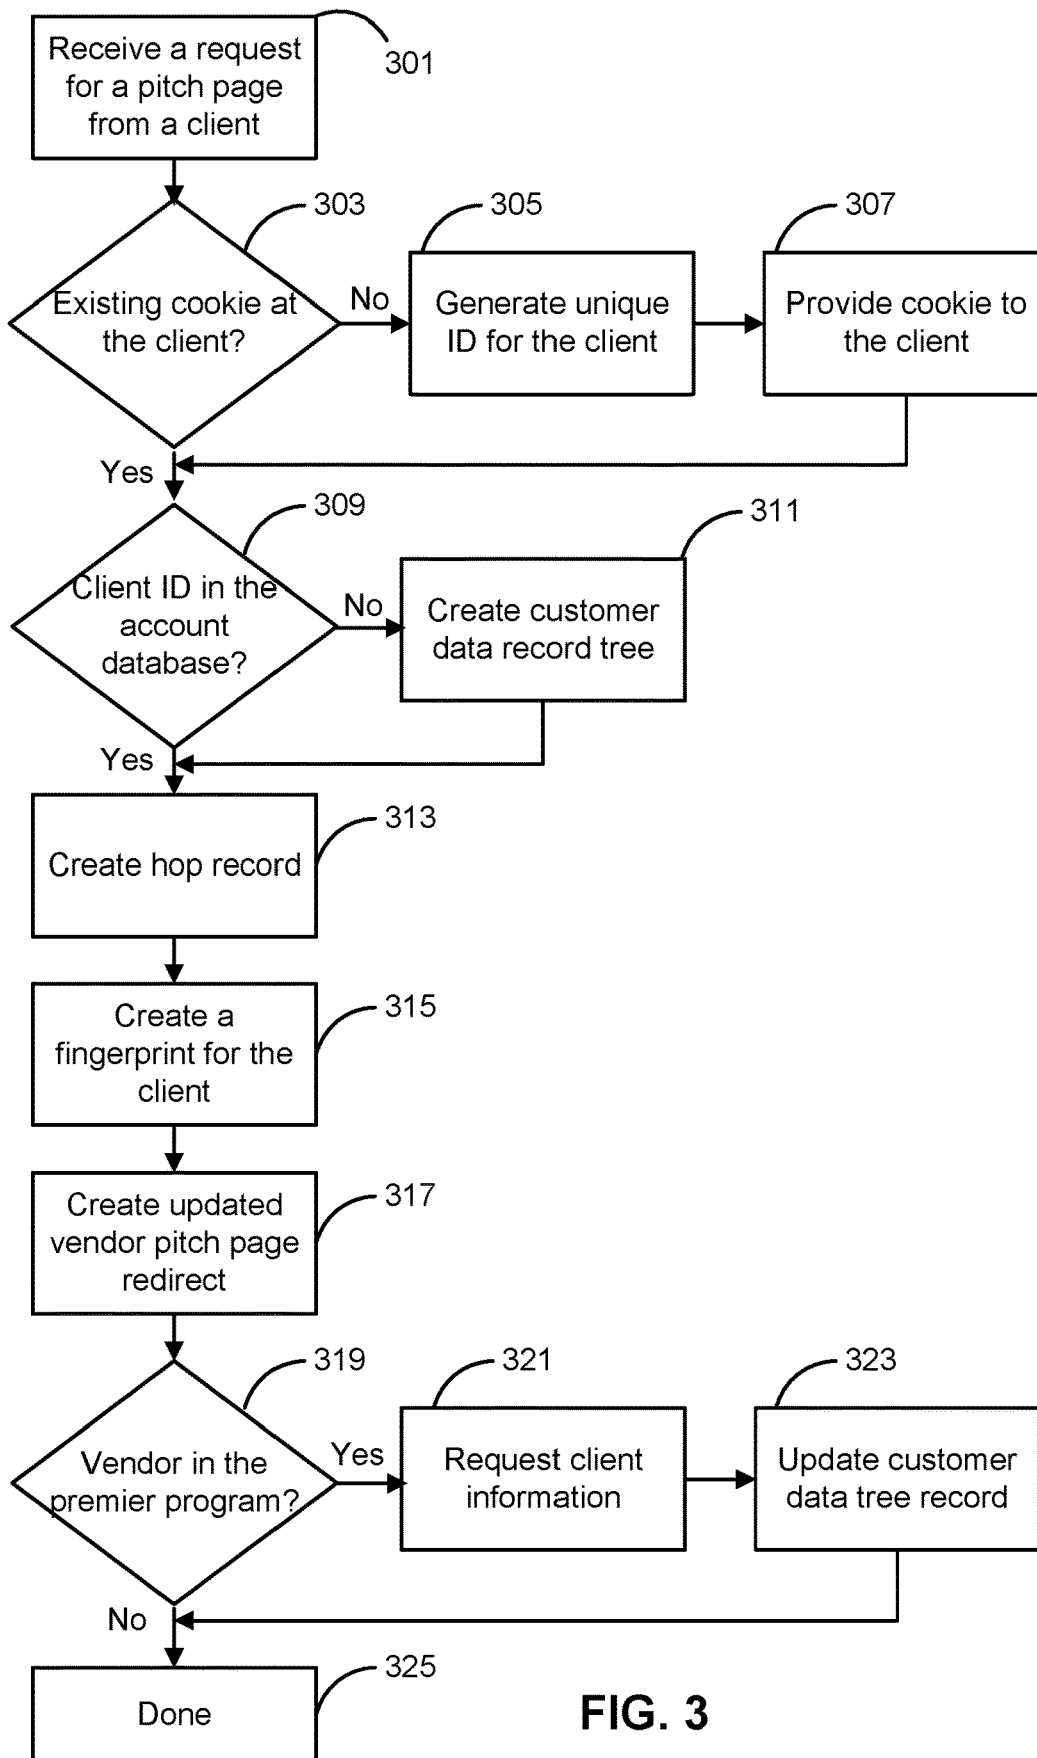 Receive a request
for a pitch page
from a client
301
303
Existing cookie at
the client?
No
305
Generate unique
ID for the client
307
Provide cookie to
the client
Yes
309
Client ID in the
account
database?
No
311
Create customer
data record tree
Yes
313
Create hop record
315
Create a
fingerprint for the
client
317
Create updated
vendor pitch page
redirect
319
Vendor in the
premier program?
Yes
321
Request client
information
323
Update customer
data tree record
No
325
Done
FIG. 3